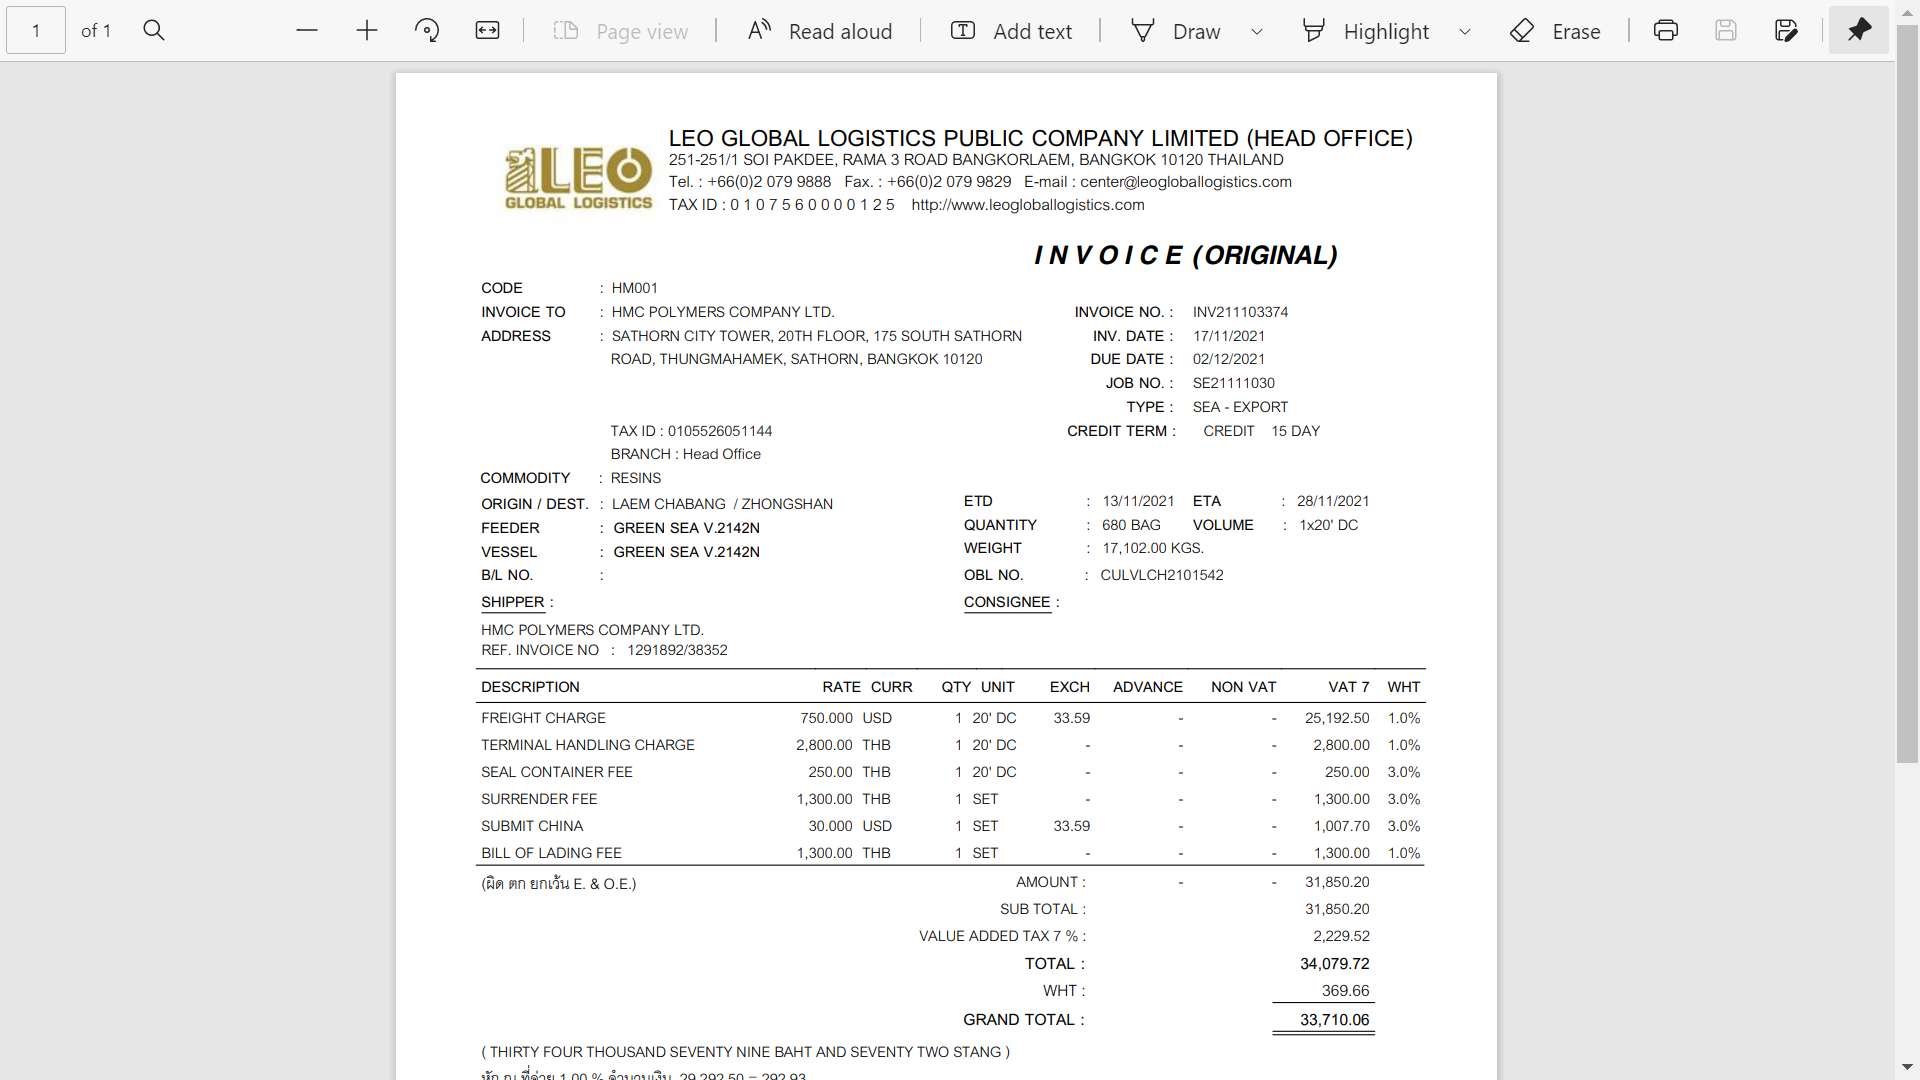 1 of 1 Page view Read aloud Add text Draw Highlight Erase
LEO GLOBAL LOGISTICS PUBLIC COMPANY LIMITED (HEAD OFFICE)
251-251/1 SOI PAKDEE, RAMA 3 ROAD BANGKORLAEM, BANGKOK 10120 THAILAND
LEO
GLOBAL LOGISTICS
Tel. : +66(0)2 079 9888 Fax. : +66(0)2 079 9829 E-mail : center@leogloballogistics.com
TAX ID : 0 1 0 7 5 6 0 0 0 0 1 2 5 http://www.leogloballogistics.com
I N V O I C E (ORIGINAL)
CODE : HM001
INVOICE TO : HMC POLYMERS COMPANY LTD. INVOICE NO. : INV211103374
ADDRESS : SATHORN CITY TOWER, 20TH FLOOR, 175 SOUTH SATHORN INV. DATE : 17/11/2021
ROAD, THUNGMAHAMEK, SATHORN, BANGKOK 10120 DUE DATE : 02/12/2021
JOB NO. : SE21111030
TYPE : SEA - EXPORT
TAX ID : 0105526051144 CREDIT TERM : CREDIT 15 DAY
BRANCH : Head Office
COMMODITY : RESINS
ORIGIN / DEST. : LAEM CHABANG / ZHONGSHAN ETD : 13/11/2021 ETA : 28/11/2021
FEEDER : GREEN SEA V.2142N QUANTITY : 680 BAG VOLUME : 1x20' DC
VESSEL : GREEN SEA V.2142N WEIGHT : 17,102.00 KGS.
B/L NO. : OBL NO. : CULVLCH2101542
SHIPPER : CONSIGNEE :
HMC POLYMERS COMPANY LTD.
REF. INVOICE NO : 1291892/38352
DESCRIPTION RATE CURR QTY UNIT EXCH ADVANCE NON VAT VAT 7 WHT
FREIGHT CHARGE 750.000 USD 1 20' DC 33.59 - - 25,192.50 1.0%
TERMINAL HANDLING CHARGE 2,800.00 THB 1 20' DC - - - 2,800.00 1.0%
SEAL CONTAINER FEE 250.00 THB 1 20' DC - - - 250.00 3.0%
SURRENDER FEE 1,300.00 THB 1 SET - - - 1,300.00 3.0%
SUBMIT CHINA 30.000 USD 1 SET 33.59 - - 1,007.70 3.0%
BILL OF LADING FEE 1,300.00 THB 1 SET - - - 1,300.00 1.0%
(ผิด ตก ยกเว้น E. & O.E.) AMOUNT : - - 31,850.20
SUB TOTAL : 31,850.20
VALUE ADDED TAX 7 % : 2,229.52
TOTAL : 34,079.72
WHT : 369.66
GRAND TOTAL : 33,710.06
( THIRTY FOUR THOUSAND SEVENTY NINE BAHT AND SEVENTY TWO STANG )
หัก ณ ที่จ่าย 1.00 % คำนวนเงิน 29,292.50 = 292.93